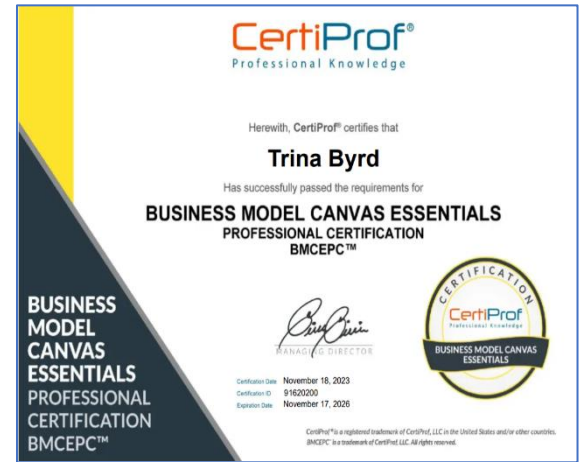 CertiProf®
Professional Knowledge
Herewith, CertiProf® certifies that
Trina Byrd
Has successfully passed the requirements for
BUSINESS MODEL CANVAS ESSENTIALS
PROFESSIONAL CERTIFICATION
BMCEPC™
MANAGING DIRECTOR
Certification Date November 18, 2023
Certification ID 91620200
Expiration Date November 17, 2026
CERTIFICATION
CertiProf
Professional Knowledge
BUSINESS MODEL CANVAS
ESSENTIALS
BUSINESS
MODEL
CANVAS
ESSENTIALS
PROFESSIONAL
CERTIFICATION
BMCEPC™
CertiProf® is a registered trademark of CertiProf, LLC in the United States and/or other countries.
BMCEPC™ is a trademark of CertiProf, LLC. All rights reserved.